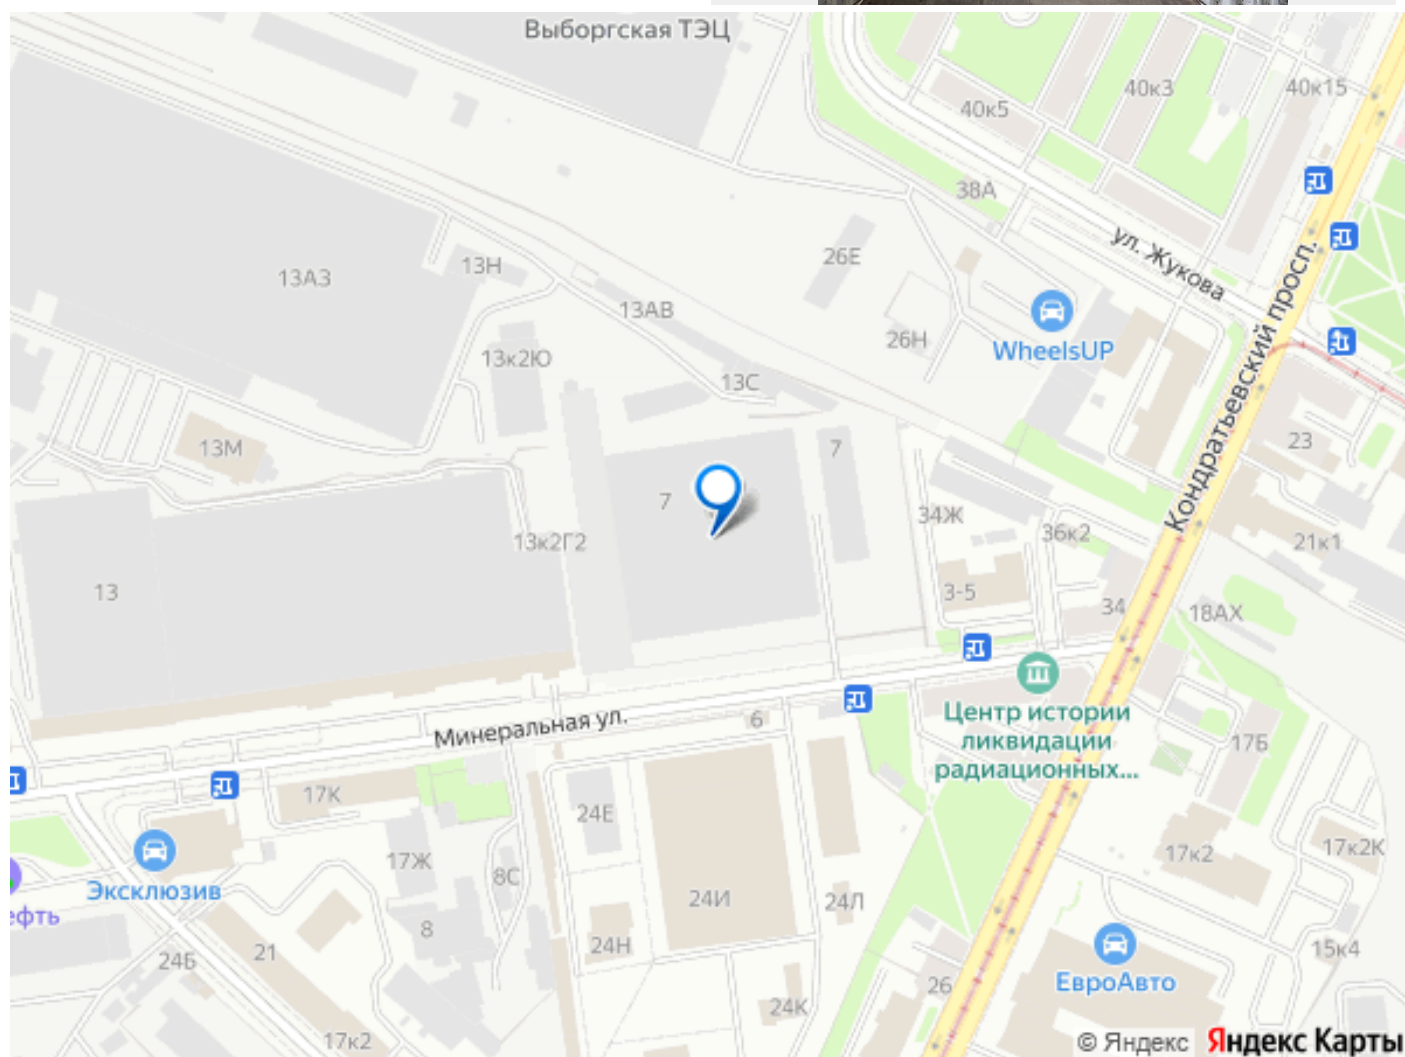 Выборгская ТЭЦ
40к5
40к3
40к15
38А
ул. Жукова
26Е
13А3
13Н
13АВ
26Н
WheelsUP
13к2Ю
13С
Кондратьевский просп.
13М
7
23
7
34Ж
36к2
21к1
13к2Г2
13
3-5
34
18АХ
Минеральная ул.
6
Центр истории
ликвидации
радиационных...
17Б
17К
24Е
17Ж
8С
17к2
17к2К
Эксклюзив
ефть
24И
24Л
8
24Н
21
24Б
15к4
26
ЕвроАвто
24К
17к2
© Яндекс Яндекс Карты